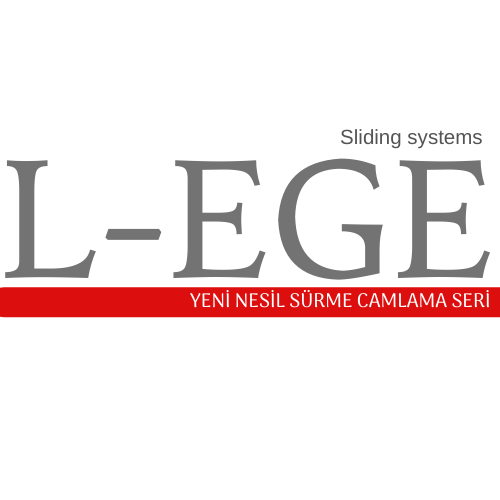 Sliding systems
L-EGE
YENİ NESİL SÜRME CAMLAMA SERİ